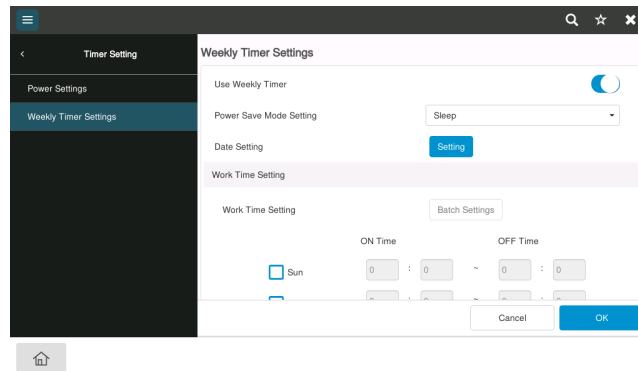 Timer Setting
Power Settings
Weekly Timer Settings
Weekly Timer Settings
Use Weekly Timer
Power Save Mode Setting Sleep
Date Setting Setting
Work Time Setting
Work Time Setting Batch Settings
ON Time OFF Time
Sun 0 : 0 ~ 0 : 0
Cancel OK